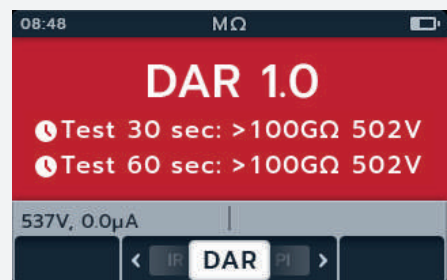 08:48 MΩ
DAR 1.0
Test 30 sec: >100GΩ 502V
Test 60 sec: >100GΩ 502V
537V, 0.0µA
< IR DAR PI >